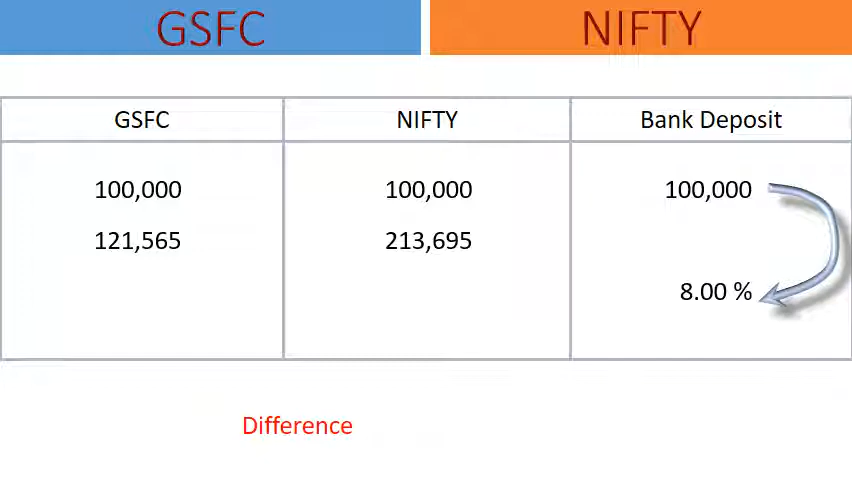 GSFC
NIFTY
GSFC NIFTY Bank Deposit
100,000 100,000 100,000
121,565 213,695
8.00 %
Difference